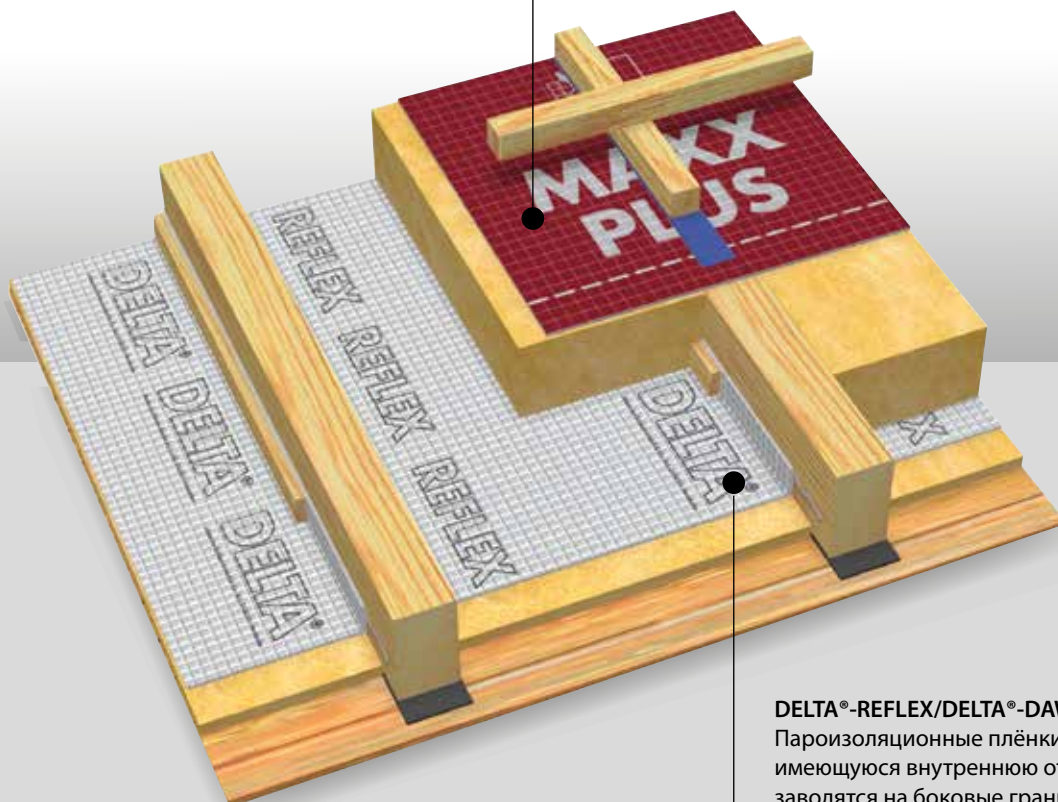 MAXX
PLUS
REFLEX REFLEX REFLEX
DELTA® DELTA® DELTA®
DELTA®
DELTA®-REFLEX/DELTA®-DAW
Пароизоляционные плёнки
имеющуюся внутреннюю от
заводятся на боковые гран